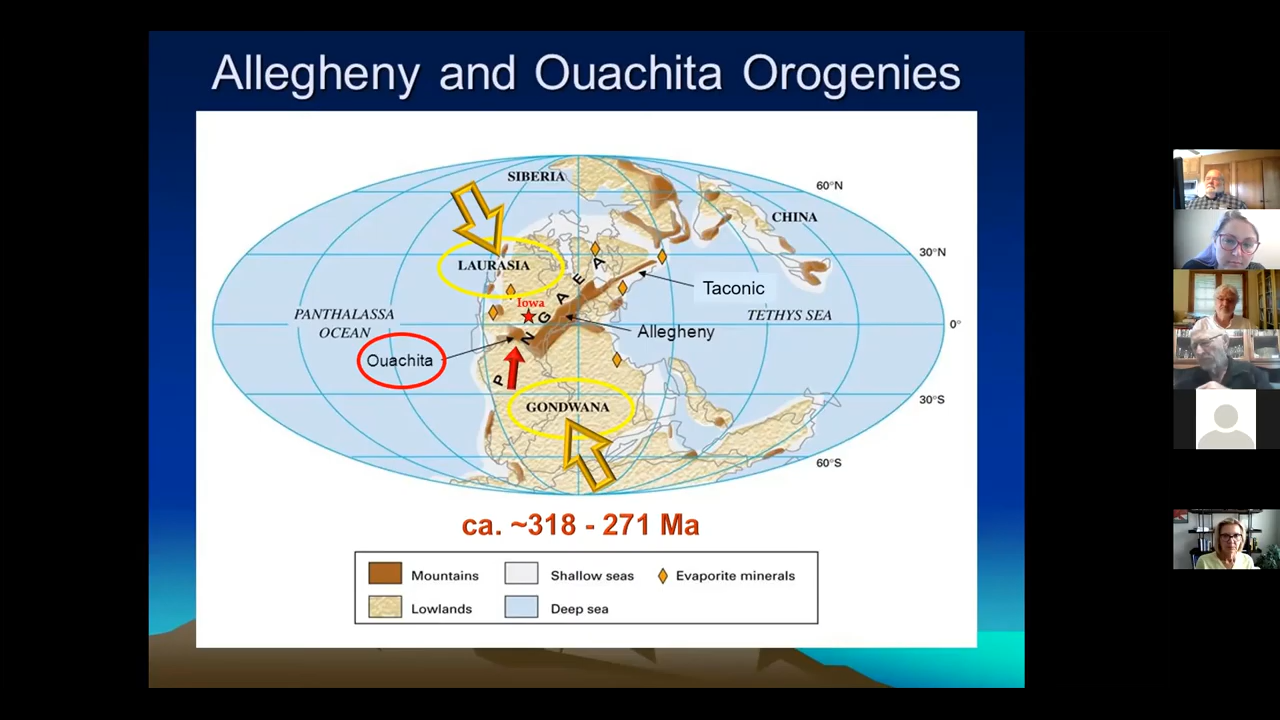 Allegheny and Ouachita Orogenies
SIBERIA
60°N
CHINA
30°N
LAURASIA
PANGAEA
Taconic
Iowa
PANTHALASSA
OCEAN
TETHYS SEA
0°
Allegheny
Ouachita
30°S
GONDWANA
60°S
ca. ~318 - 271 Ma
Mountains
Shallow seas
Evaporite minerals
Lowlands
Deep sea